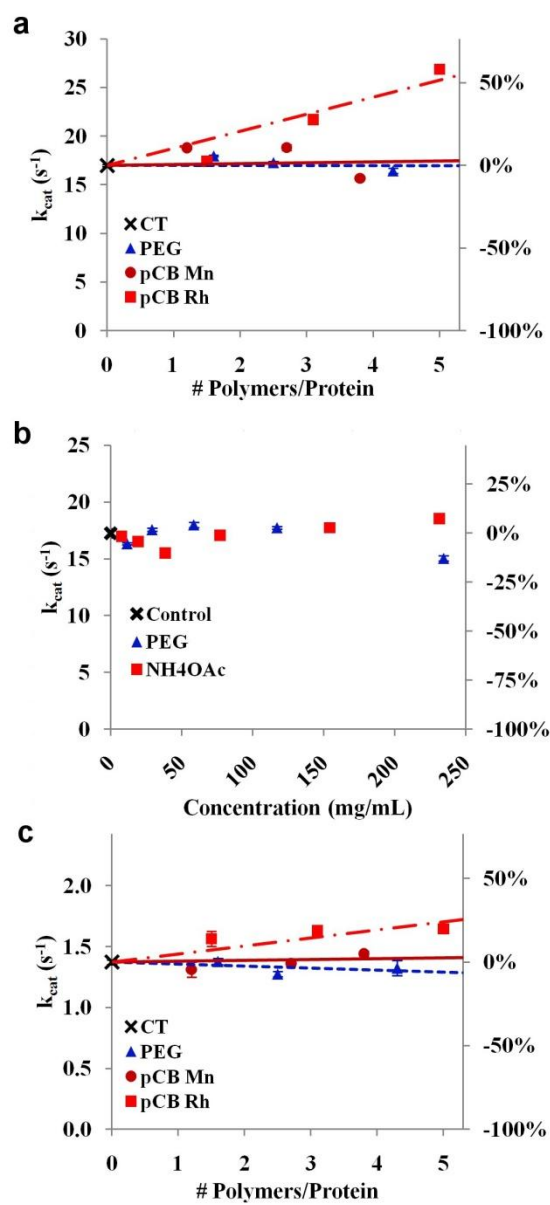 a
30
25
20
15
10
5
0
k_cat (s⁻¹)
50%
0%
-50%
-100%
CT
PEG
pCB Mn
pCB Rh
0 1 2 3 4 5
# Polymers/Protein
b
25
20
15
10
5
0
k_cat (s⁻¹)
25%
0%
-25%
-50%
-75%
-100%
Control
PEG
NH4OAc
0 50 100 150 200 250
Concentration (mg/mL)
c
2.0
1.5
1.0
0.5
0.0
k_cat (s⁻¹)
50%
0%
-50%
-100%
CT
PEG
pCB Mn
pCB Rh
0 1 2 3 4 5
# Polymers/Protein